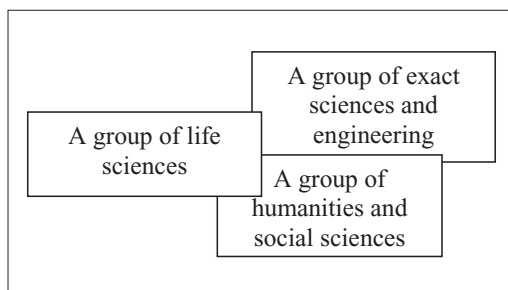 A group of exact
sciences and
engineering
A group of life
sciences
A group of
humanities and
social sciences